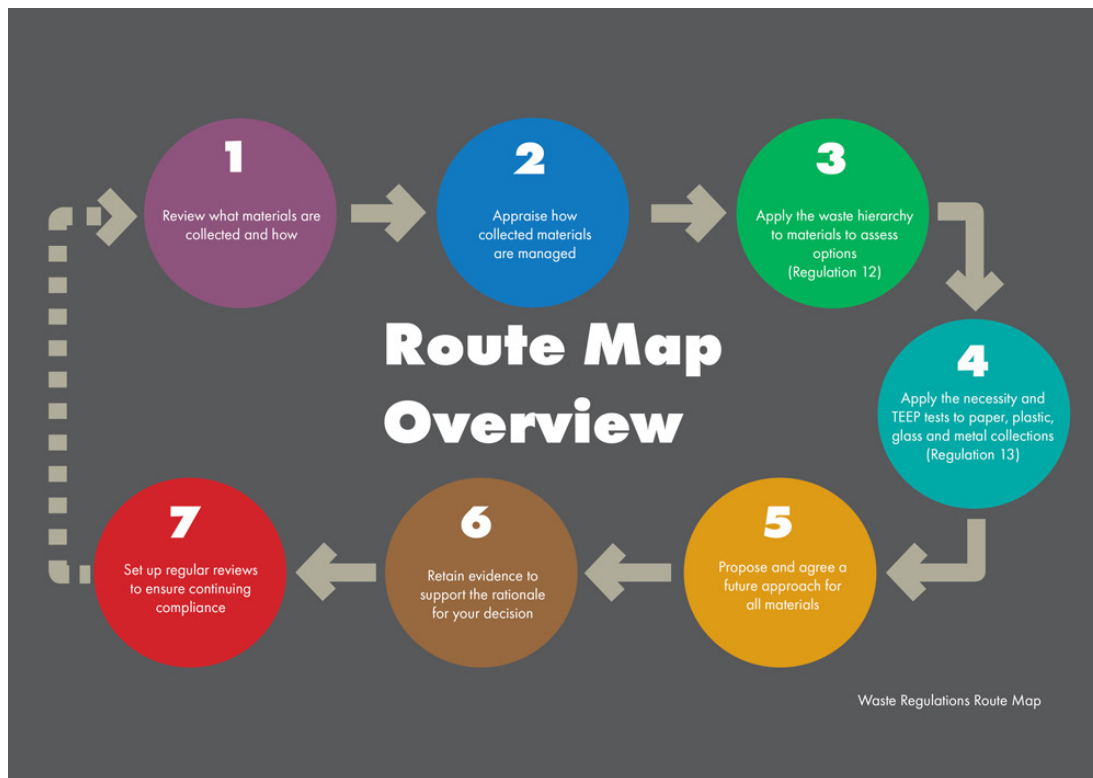 1
Review what materials are
collected and how
2
Appraise how
collected materials
are managed
3
Apply the waste hierarchy
to materials to assess
options
(Regulation 12)
Route Map
Overview
4
Apply the necessity and
TEEP tests to paper, plastic,
glass and metal collections
(Regulation 13)
5
Propose and agree a
future approach for
all materials
6
Retain evidence to
support the rationale
for your decision
7
Set up regular reviews
to ensure continuing
compliance
Waste Regulations Route Map